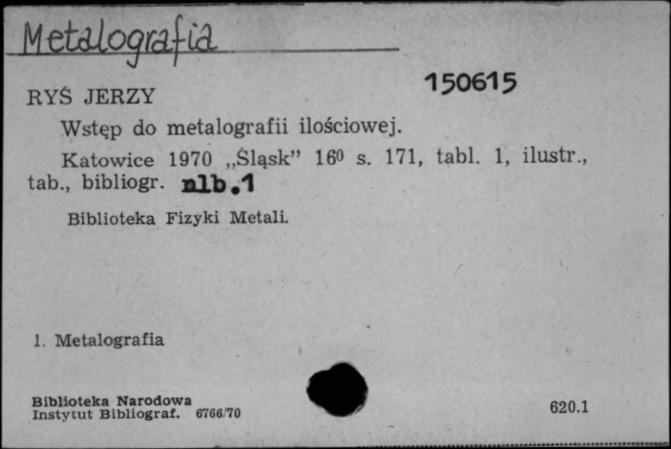 Metalografia
150615
RYŚ JERZY
Wstęp do metalografii ilościowej.
Katowice 1970 „Śląsk” 16⁰ s. 171, tabl. 1, ilustr.,
tab., bibliogr. nlb.1
Biblioteka Fizyki Metali.
1. Metalografia
Biblioteka Narodowa
Instytut Bibliograf. 6766/70
620.1